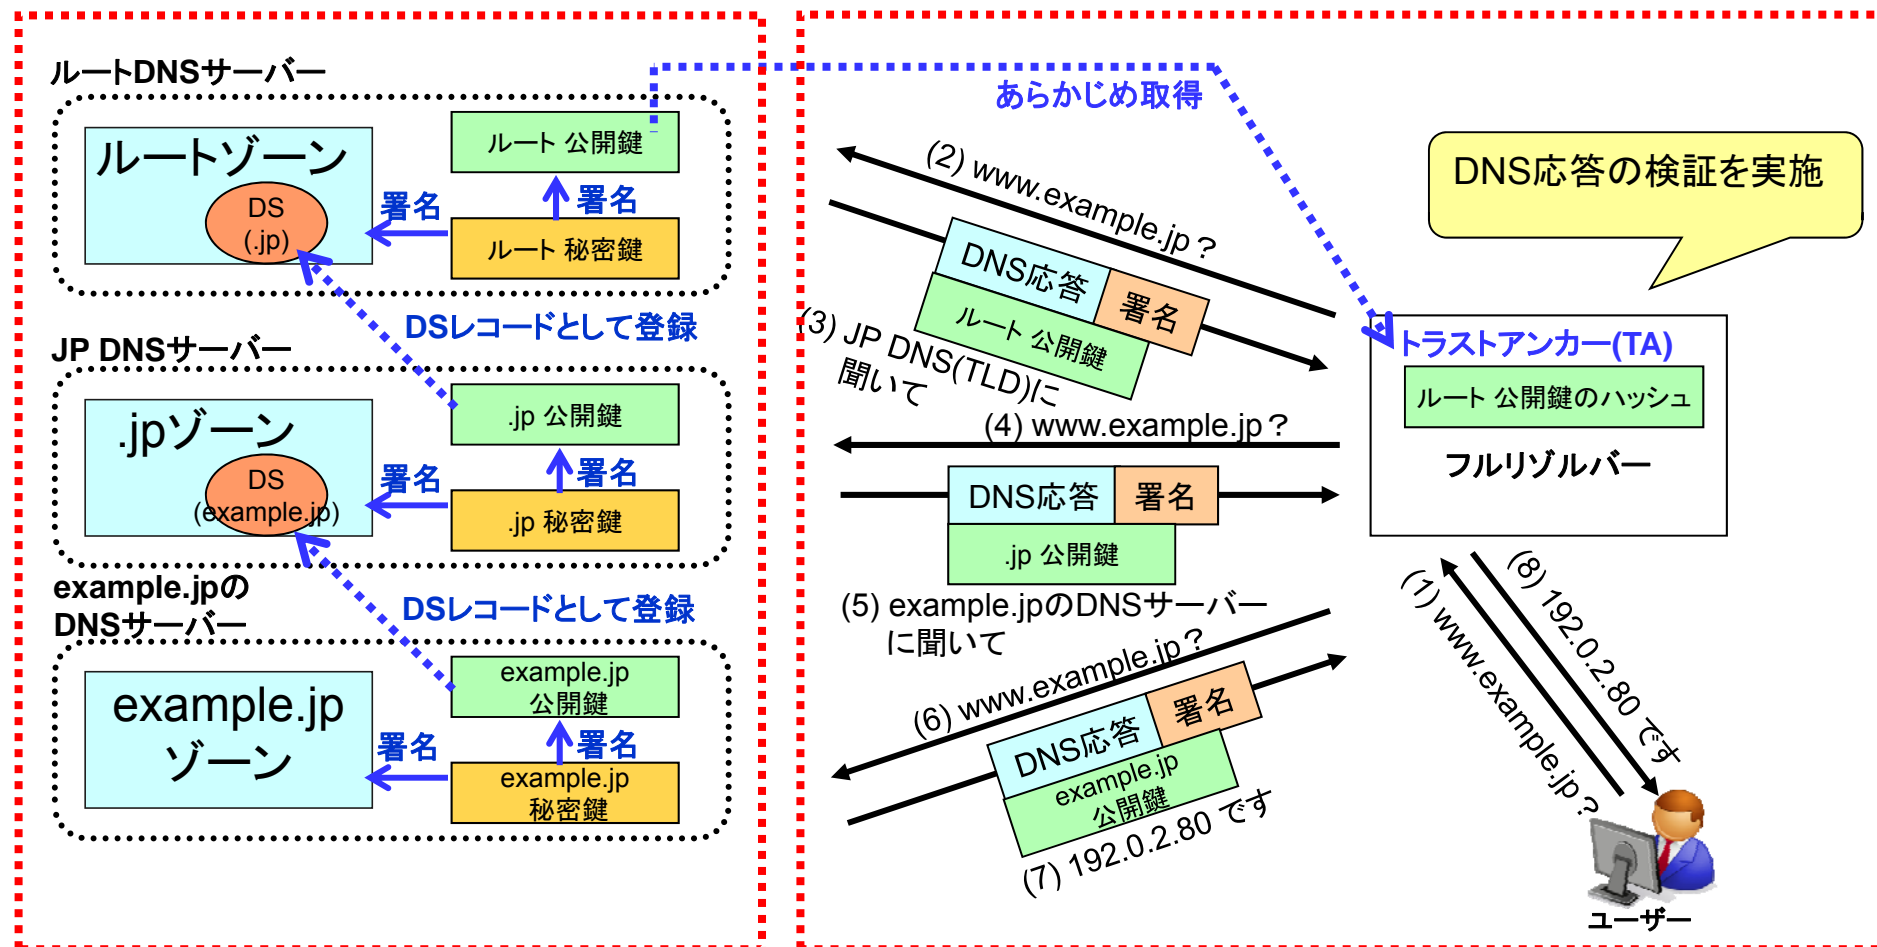 ルートDNSサーバー
ルートゾーン
DS
(.jp)
署名
ルート 公開鍵
署名
ルート 秘密鍵
DSレコードとして登録
JP DNSサーバー
.jpゾーン
DS
(example.jp)
署名
.jp 公開鍵
署名
.jp 秘密鍵
DSレコードとして登録
example.jpの
DNSサーバー
example.jp
ゾーン
署名
example.jp
公開鍵
署名
example.jp
秘密鍵
あらかじめ取得
(2) www.example.jp？
DNS応答
署名
ルート 公開鍵
(3) JP DNS(TLD)に
聞いて
(4) www.example.jp？
DNS応答
署名
.jp 公開鍵
(5) example.jpのDNSサーバー
に聞いて
(6) www.example.jp？
DNS応答
署名
example.jp
公開鍵
(7) 192.0.2.80 です
DNS応答の検証を実施
トラストアンカー(TA)
ルート 公開鍵のハッシュ
フルリゾルバー
(8) 192.0.2.80 です
(1) www.example.jp？
ユーザー